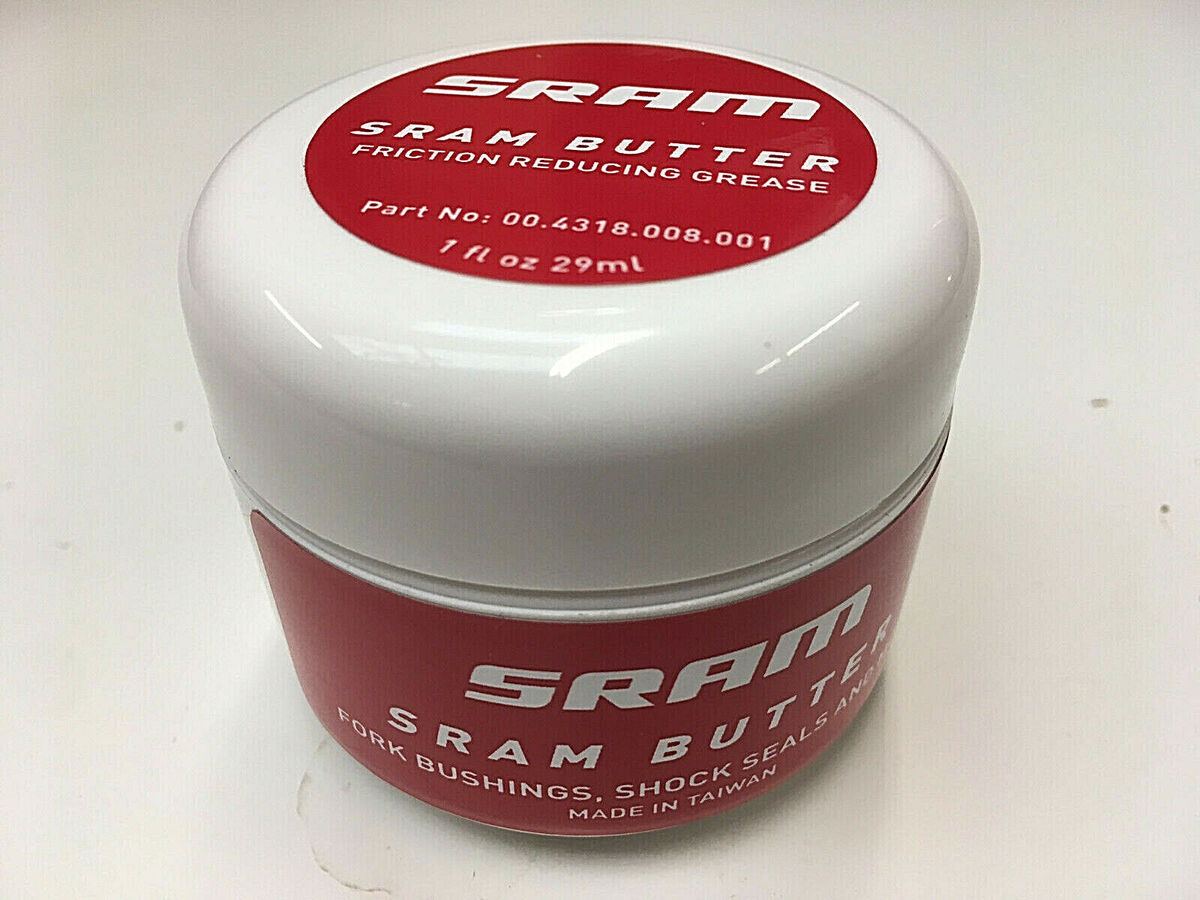 SRAM
SRAM BUTTER
FRICTION REDUCING GREASE
Part No: 00.4318.008.001
1 fl oz 29ml
SRAM
SRAM BUTTER
FORK BUSHINGS, SHOCK SEALS AND
MADE IN TAIWAN